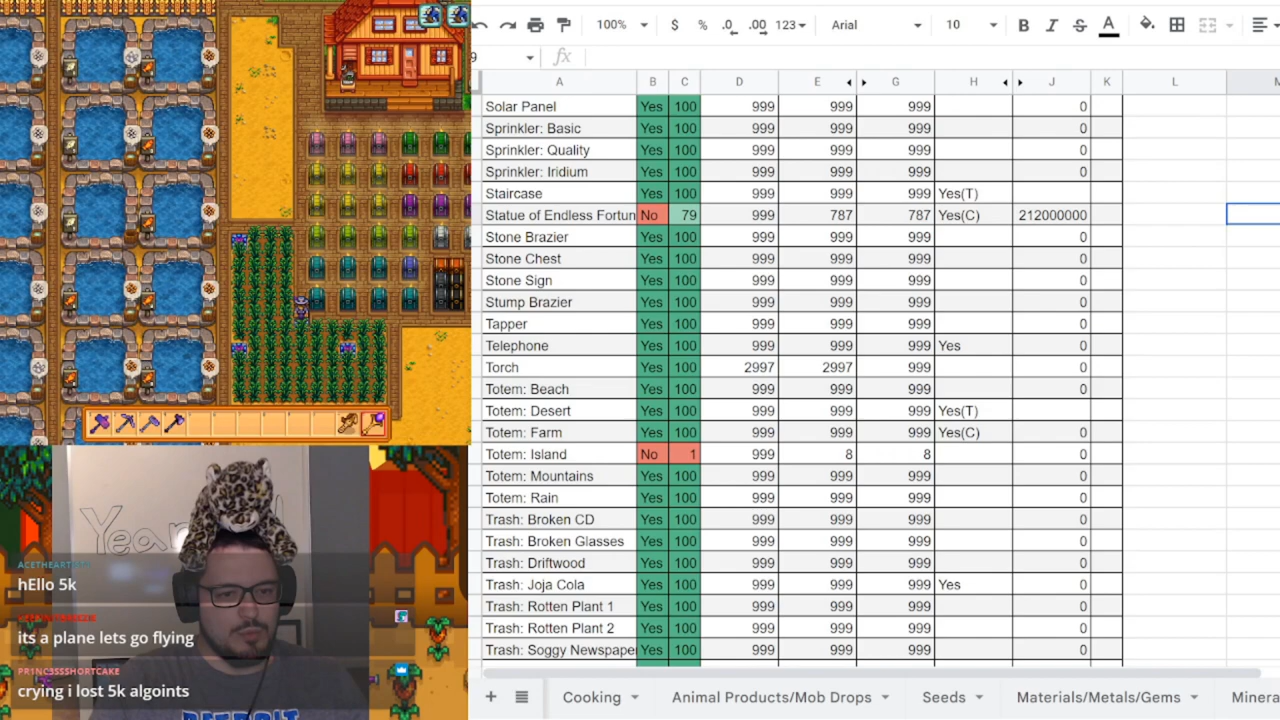 100% $ % .0 .00 123 Arial 10 B I S A
9 fx
A B C D E G H J K L
Solar Panel Yes 100 999 999 999
Sprinkler: Basic Yes 100 999 999 999 0
Sprinkler: Quality Yes 100 999 999 999 0
Sprinkler: Iridium Yes 100 999 999 999 0
Staircase Yes 100 999 999 999 Yes(T)
Statue of Endless Fortun No 79 999 787 787 Yes(C) 212000000
Stone Brazier Yes 100 999 999 999 0
Stone Chest Yes 100 999 999 999 0
Stone Sign Yes 100 999 999 999 0
Stump Brazier Yes 100 999 999 999 0
Tapper Yes 100 999 999 999 0
Telephone Yes 100 999 999 999 Yes 0
Torch Yes 100 2997 2997 999 0
Totem: Beach Yes 100 999 999 999 0
Totem: Desert Yes 100 999 999 999 Yes(T)
Totem: Farm Yes 100 999 999 999 Yes(C) 0
Totem: Island No 1 999 8 8 0
Totem: Mountains Yes 100 999 999 999 0
Totem: Rain Yes 100 999 999 999 0
Trash: Broken CD Yes 100 999 999 999 0
Trash: Broken Glasses Yes 100 999 999 999 0
Trash: Driftwood Yes 100 999 999 999 0
Trash: Joja Cola Yes 100 999 999 999 Yes 0
Trash: Rotten Plant 1 Yes 100 999 999 999 0
Trash: Rotten Plant 2 Yes 100 999 999 999 0
Trash: Soggy Newspape Yes 100 999 999 999 0
+ Cooking Animal Products/Mob Drops Seeds Materials/Metals/Gems Minera
Yea
hEllo 5k
its a plane lets go flying
PR1NC3SSSHORTCAKE
crying i lost 5k algoints